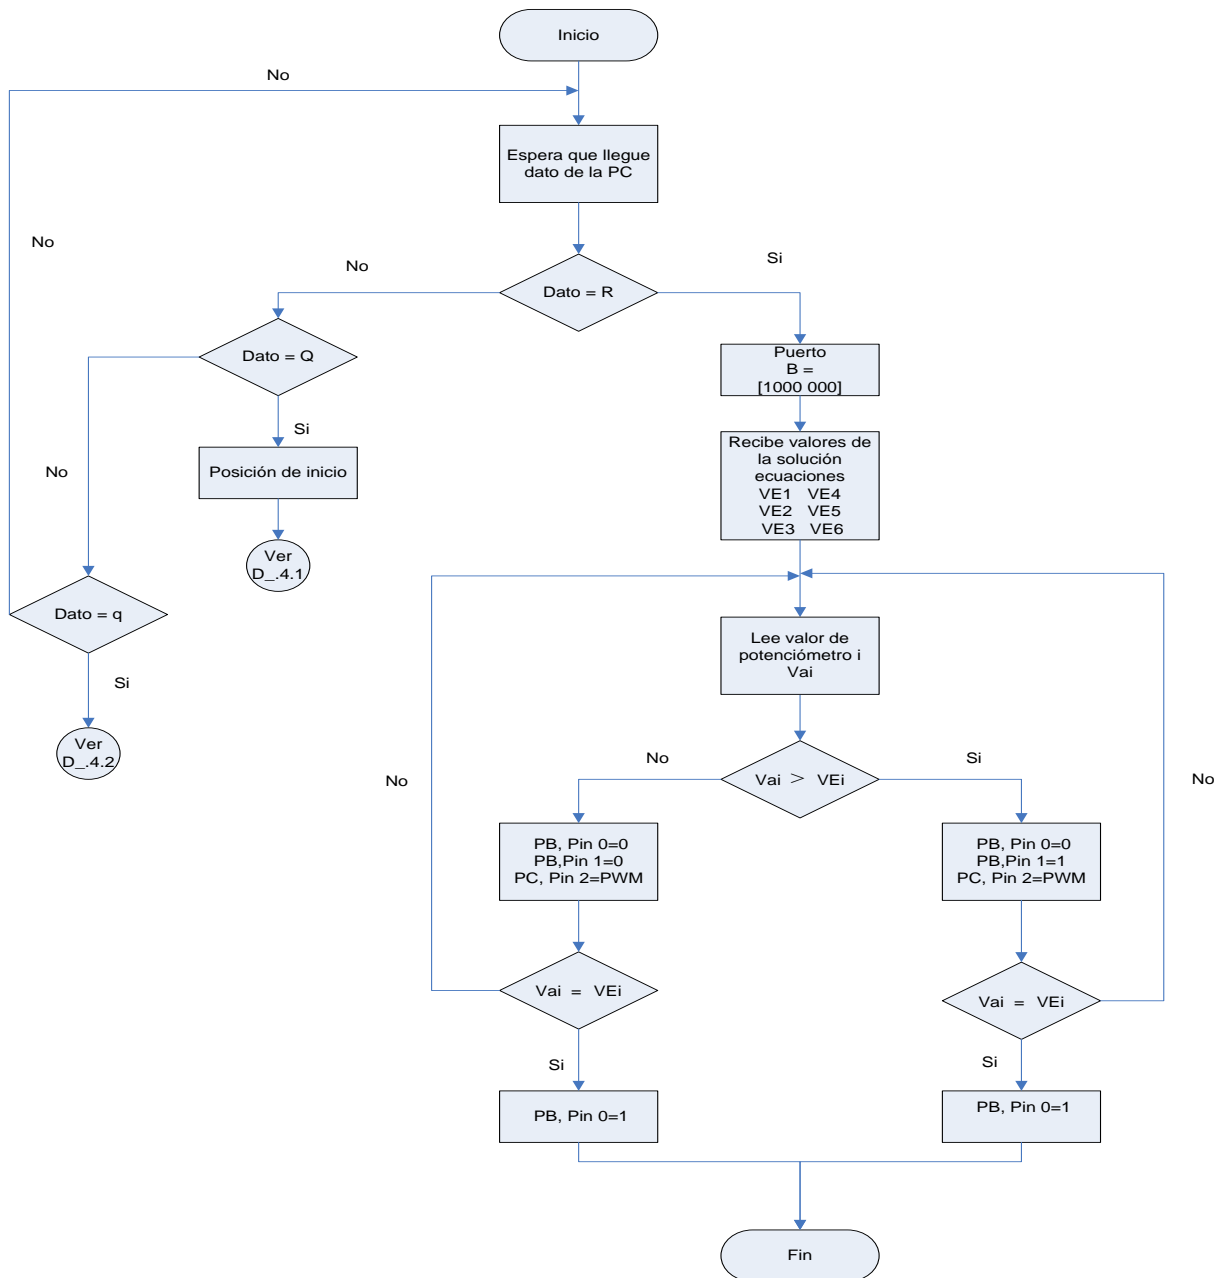 Inicio
No
Espera que llegue
dato de la PC
No
No
Si
Dato = R
Dato = Q
Puerto
B =
[1000 000]
Si
No
Posición de inicio
Recibe valores de
la solución
ecuaciones
VE1 VE4
VE2 VE5
VE3 VE6
Ver
D_.4.1
Dato = q
Lee valor de
potenciómetro i
Vai
Si
Ver
D_.4.2
No
No
Vai > VEi
Si
No
PB, Pin 0=0
PB,Pin 1=0
PC, Pin 2=PWM
PB, Pin 0=0
PB,Pin 1=1
PC, Pin 2=PWM
Vai = VEi
Vai = VEi
Si
Si
PB, Pin 0=1
PB, Pin 0=1
Fin